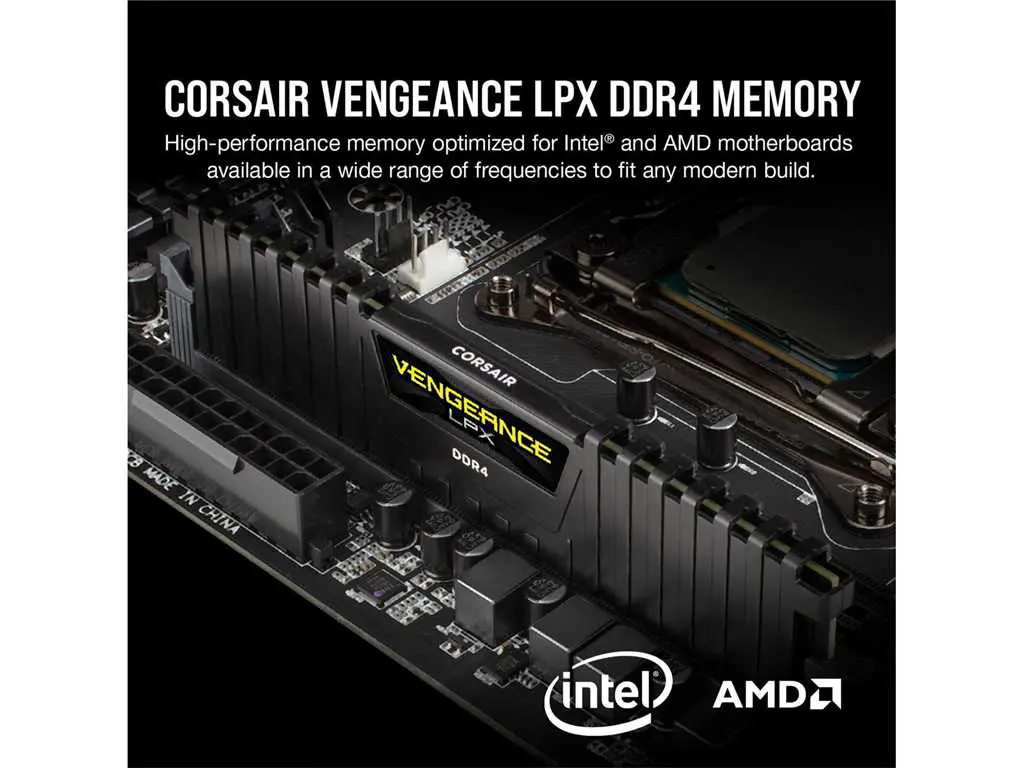 CORSAIR VENGEANCE LPX DDR4 MEMORY
High-performance memory optimized for Intel® and AMD motherboards
available in a wide range of frequencies to fit any modern build.
CORSAIR
VENGEANCE
LPX
DDR4
PCB MADE IN CHINA
intel®
AMD